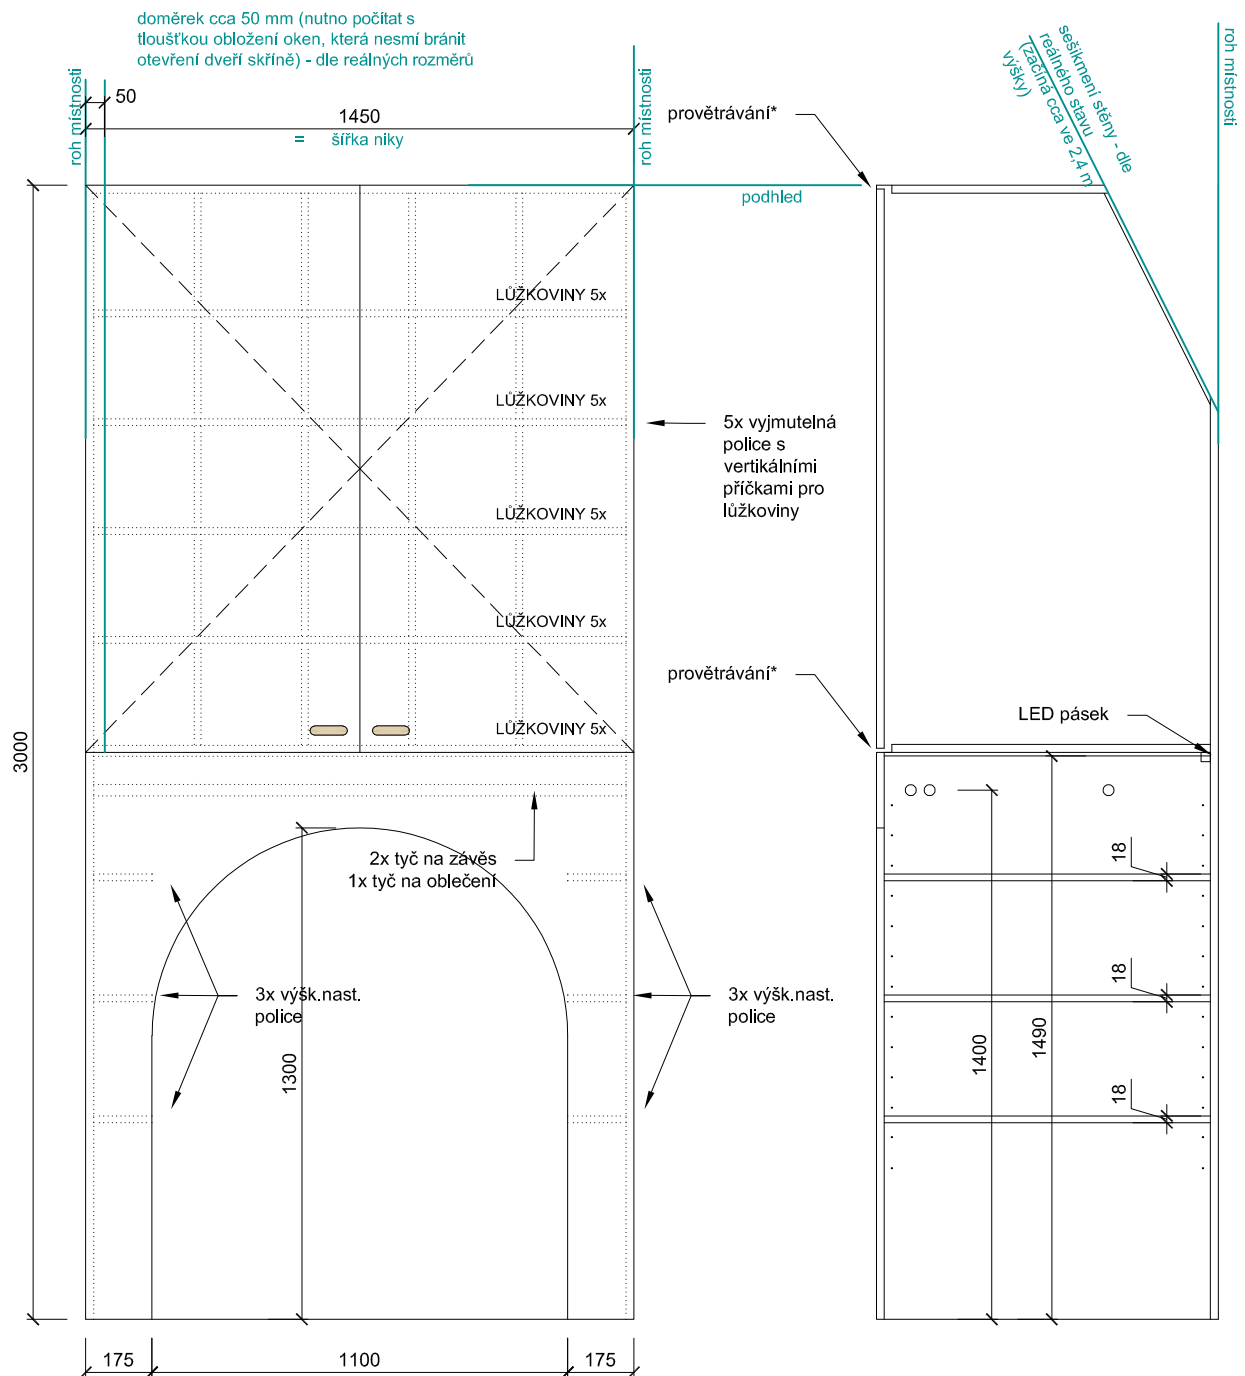 doměrek cca 50 mm (nutno počítat s
tloušťkou obložení oken, která nesmí bránit
otevření dveří skříně) - dle reálných rozměrů
roh místnosti
50
1450
= šířka niky
roh místnosti
provětrávání*
sešikmení stěny - dle
reálného stavu
(začíná cca ve 2,4 m
výšky)
roh místnosti
podhled
LŮŽKOVINY 5x
LŮŽKOVINY 5x
5x vyjmutelná
police s
vertikálními
příčkami pro
lůžkoviny
LŮŽKOVINY 5x
LŮŽKOVINY 5x
provětrávání*
LED pásek
LŮŽKOVINY 5x
3000
2x tyč na závěs
1x tyč na oblečení
18
3x výšk.nast.
police
3x výšk.nast.
police
18
1300
1400
1490
18
175
1100
175